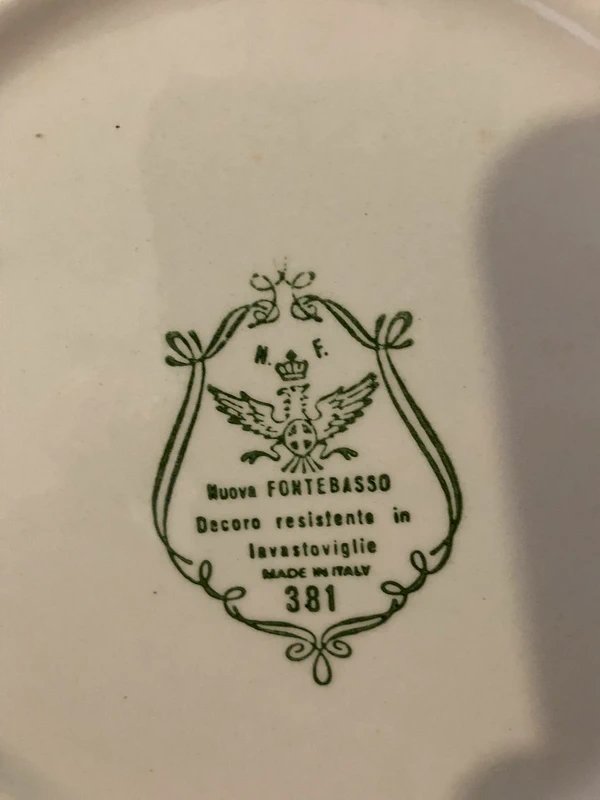 N. F.
Nuova FONTEBASSO
Decoro resistente in
lavastoviglie
MADE IN ITALY
381